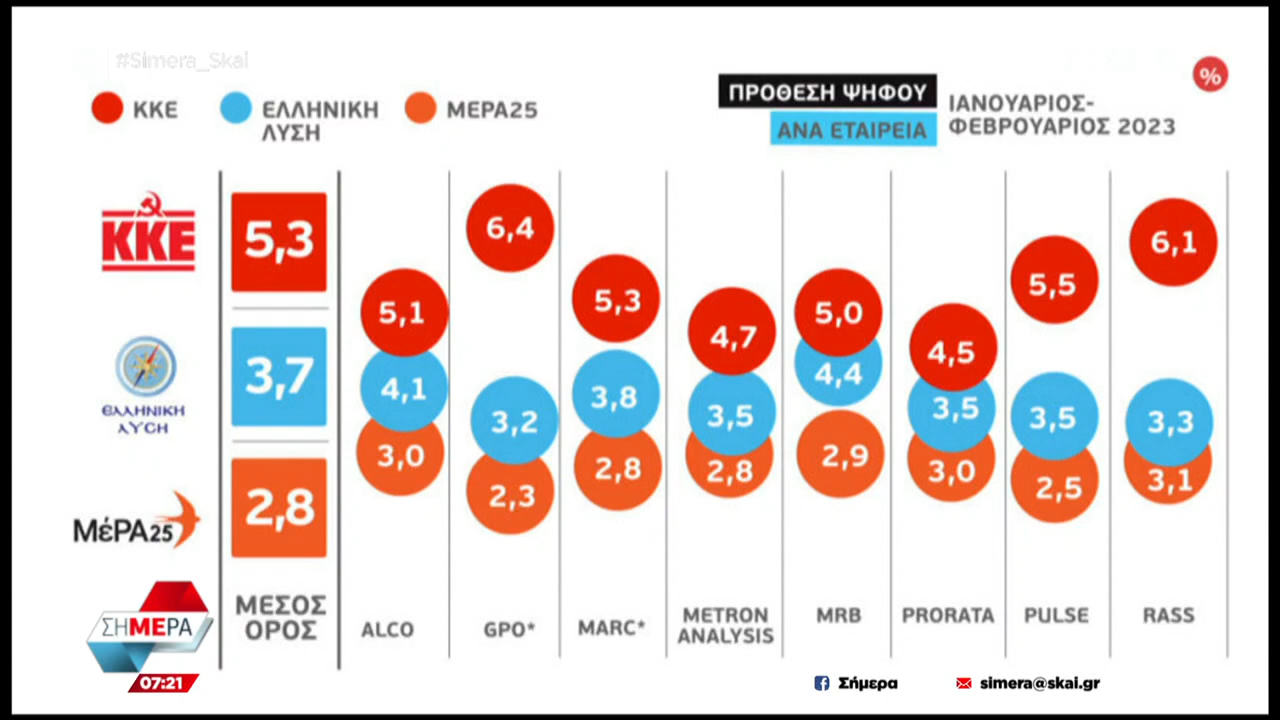 #Simera_Skai
%
ΚΚΕ
ΕΛΛΗΝΙΚΗ
ΛΥΣΗ
ΜΕΡΑ25
ΠΡΟΘΕΣΗ ΨΗΦΟΥ
ΑΝΑ ΕΤΑΙΡΕΙΑ
ΙΑΝΟΥΑΡΙΟΣ-
ΦΕΒΡΟΥΑΡΙΟΣ 2023
ΚΚΕ
5,3
5,1
6,4
5,3
4,7
5,0
4,5
5,5
6,1
ΕΛΛΗΝΙΚΗ
ΛΥΣΗ
3,7
4,1
3,2
3,8
3,5
4,4
3,5
3,5
3,3
ΜέΡΑ25
2,8
3,0
2,3
2,8
2,8
2,9
3,0
2,5
3,1
ΜΕΣΟΣ
ΟΡΟΣ
ALCO
GPO*
MARC*
METRON
ANALYSIS
MRB
PRORATA
PULSE
RASS
ΣΗΜΕΡΑ
07:21
Σήμερα
simera@skai.gr